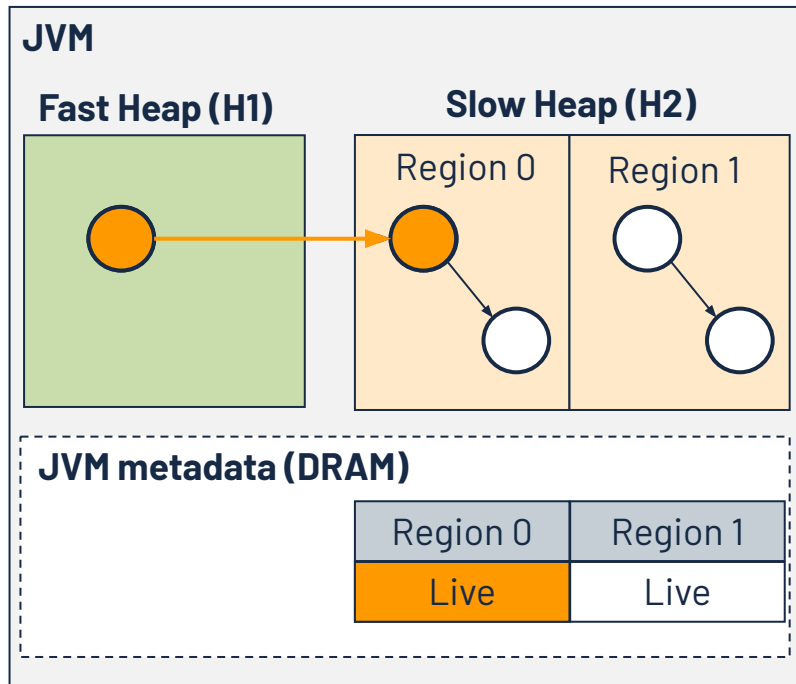 JVM
Fast Heap (H1)
Slow Heap (H2)
Region 0
Region 1
JVM metadata (DRAM)
Region 0
Region 1
Live
Live